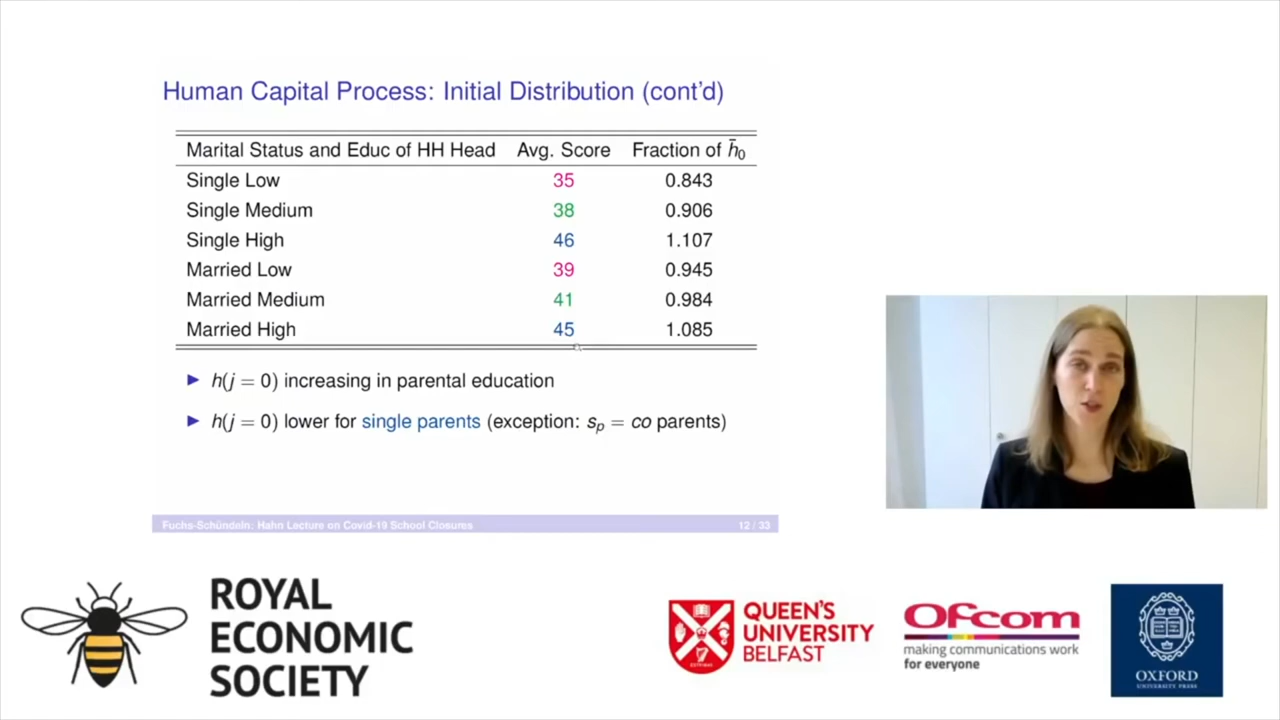 Human Capital Process: Initial Distribution (cont'd)
Marital Status and Educ of HH Head Avg. Score Fraction of h̄₀
Single Low 35 0.843
Single Medium 38 0.906
Single High 46 1.107
Married Low 39 0.945
Married Medium 41 0.984
Married High 45 1.085
▶ h(j = 0) increasing in parental education
▶ h(j = 0) lower for single parents (exception: sₚ = co parents)
Fuchs-Schündeln: Hahn Lecture on Covid-19 School Closures 12 / 33
ROYAL
ECONOMIC
SOCIETY
QUEEN'S
UNIVERSITY
BELFAST
Ofcom
making communications work
for everyone
OXFORD
UNIVERSITY PRESS